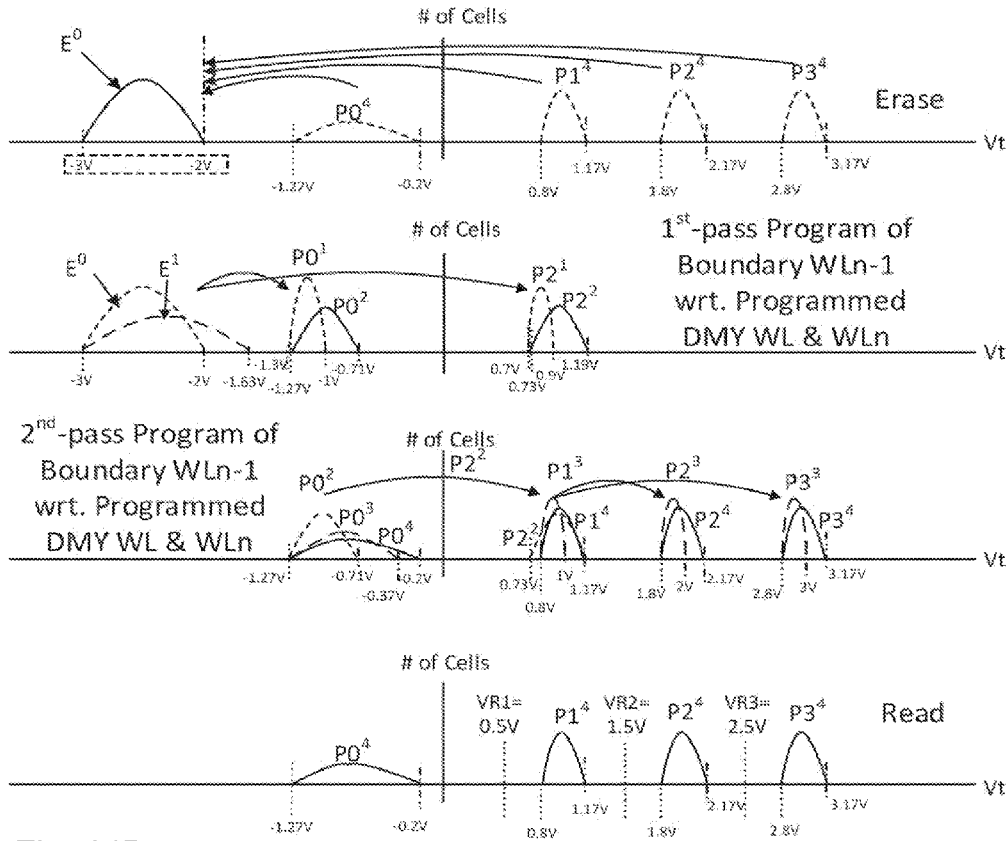 # of Cells
E⁰
P0⁴
P1⁴
P2⁴
P3⁴
Erase
Vt
-3V
-2V
-1.27V
-0.2V
0.8V
1.17V
1.8V
2.17V
2.8V
3.17V
# of Cells
1ˢᵗ-pass Program of
Boundary WLn-1
wrt. Programmed
DMY WL & WLn
E⁰
E¹
P0¹
P0²
P2¹
P2²
Vt
-3V
-2V
-1.63V
-1.3V
-1.27V
-1V
-0.71V
0.7V
0.73V
0.9V
1.19V
2ⁿᵈ-pass Program of
Boundary WLn-1
wrt. Programmed
DMY WL & WLn
# of Cells
P0²
P0³
P0⁴
P2²
P2²
P1³
P1⁴
P2³
P2⁴
P3³
P3⁴
Vt
-1.27V
-0.71V
-0.37V
-0.2V
0.73V
0.8V
1V
1.17V
1.8V
2V
2.17V
2.8V
3V
3.17V
# of Cells
P0⁴
VR1=
0.5V
P1⁴
VR2=
1.5V
P2⁴
VR3=
2.5V
P3⁴
Read
Vt
-1.27V
-0.2V
0.8V
1.17V
1.8V
2.17V
2.8V
3.17V